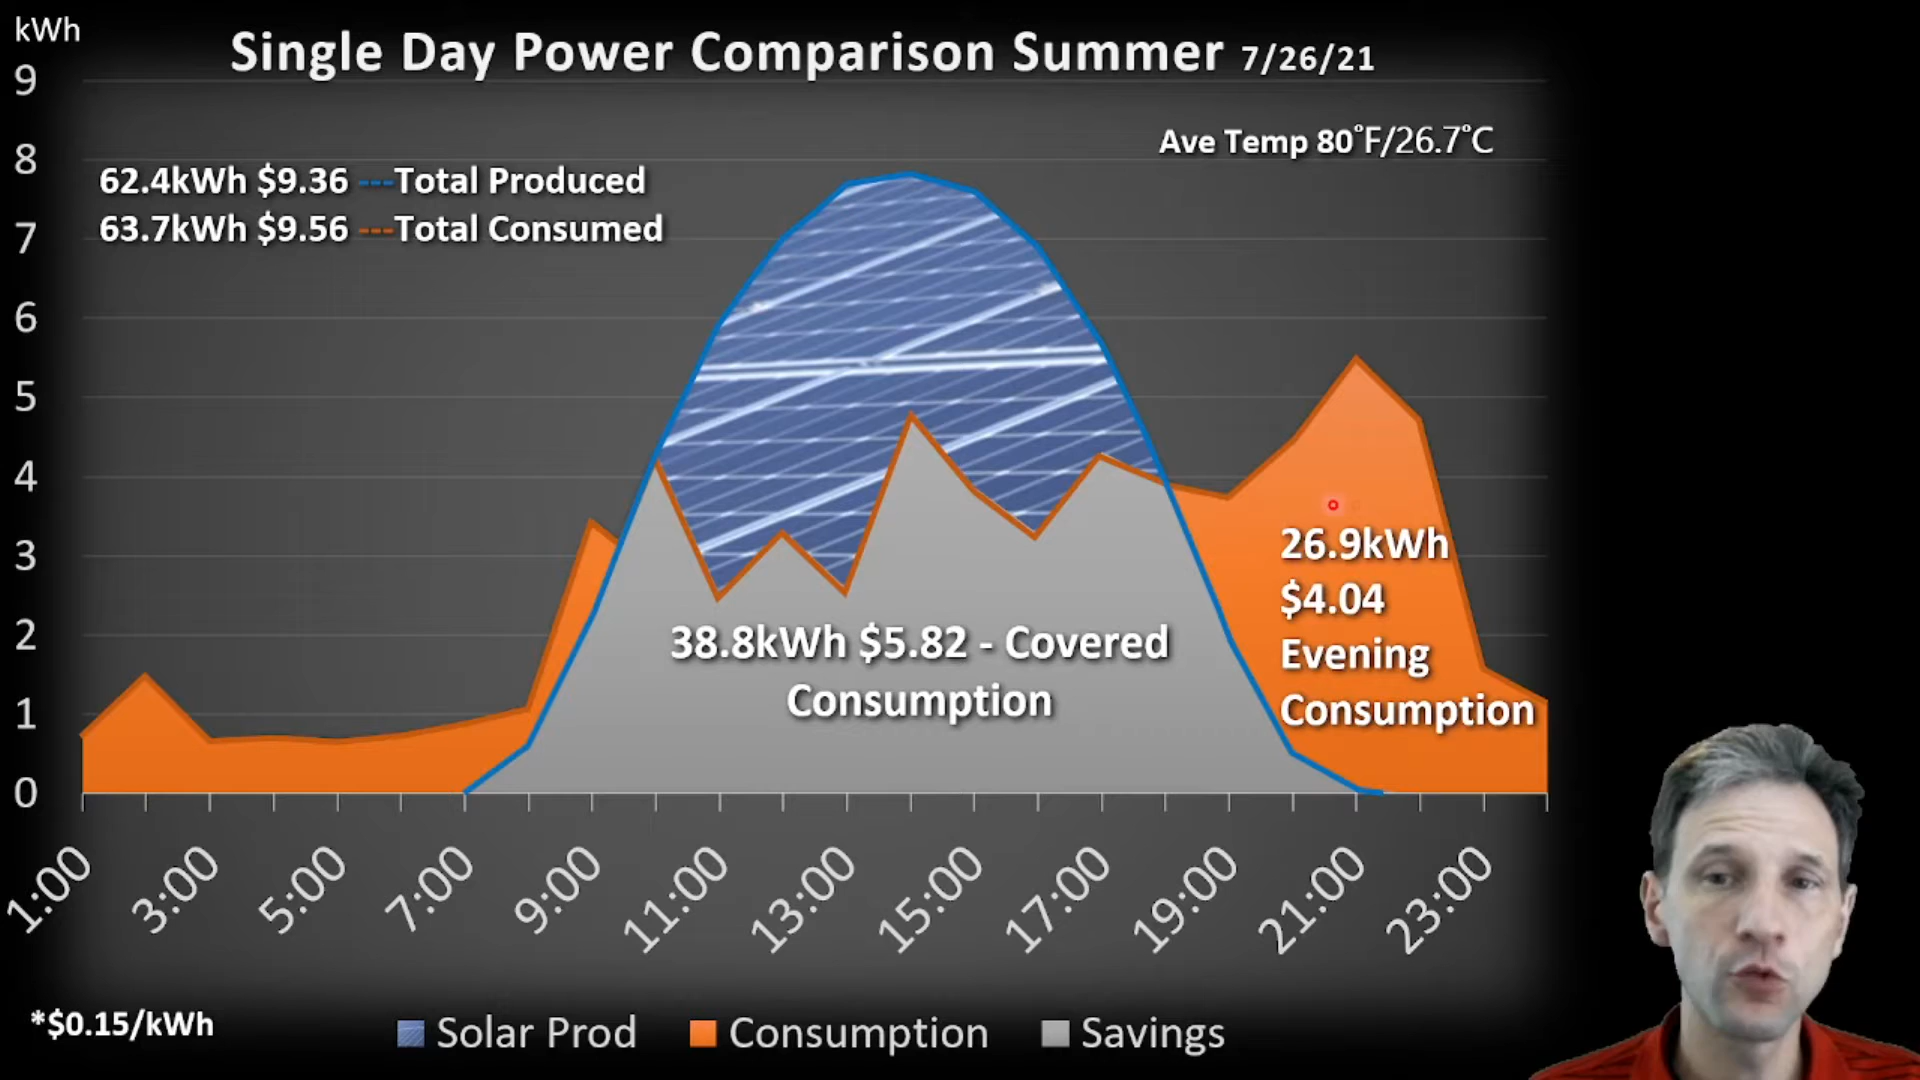 kWh
Single Day Power Comparison Summer 7/26/21
9
8
7
6
5
4
3
2
1
0
Ave Temp 80°F/26.7°C
62.4kWh $9.36 ---Total Produced
63.7kWh $9.56 ---Total Consumed
38.8kWh $5.82 - Covered
Consumption
26.9kWh
$4.04
Evening
Consumption
1:00
3:00
5:00
7:00
9:00
11:00
13:00
15:00
17:00
19:00
21:00
23:00
*$0.15/kWh
Solar Prod
Consumption
Savings